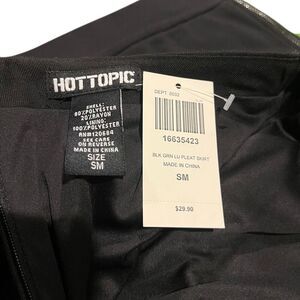 HOTTOPIC
SHELL:
80%POLYESTER
20%RAYON
LINING:
100%POLYESTER
RN#120684
SEE CARE
ON REVERSE
MADE IN CHINA
SIZE
SM
DEPT. 8032
16635423
BLK GRN LU PLEAT SKIRT
MADE IN CHINA
SM
$29.90